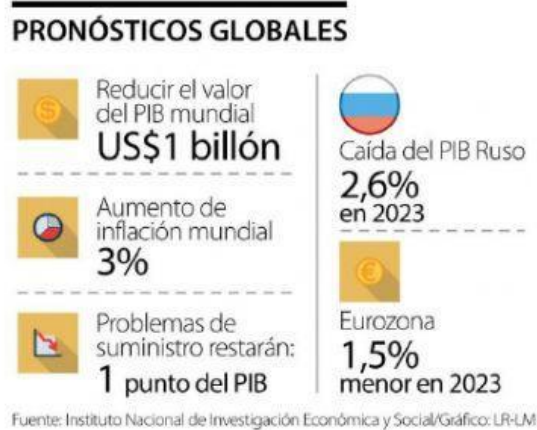 PRONÓSTICOS GLOBALES
Reducir el valor
del PIB mundial
US$1 billón
Aumento de
inflación mundial
3%
Problemas de
suministro restarán:
1 punto del PIB
Caída del PIB Ruso
2,6%
en 2023
Eurozona
1,5%
menor en 2023
Fuente: Instituto Nacional de Investigación Económica y Social/Gráfico: LR-LM